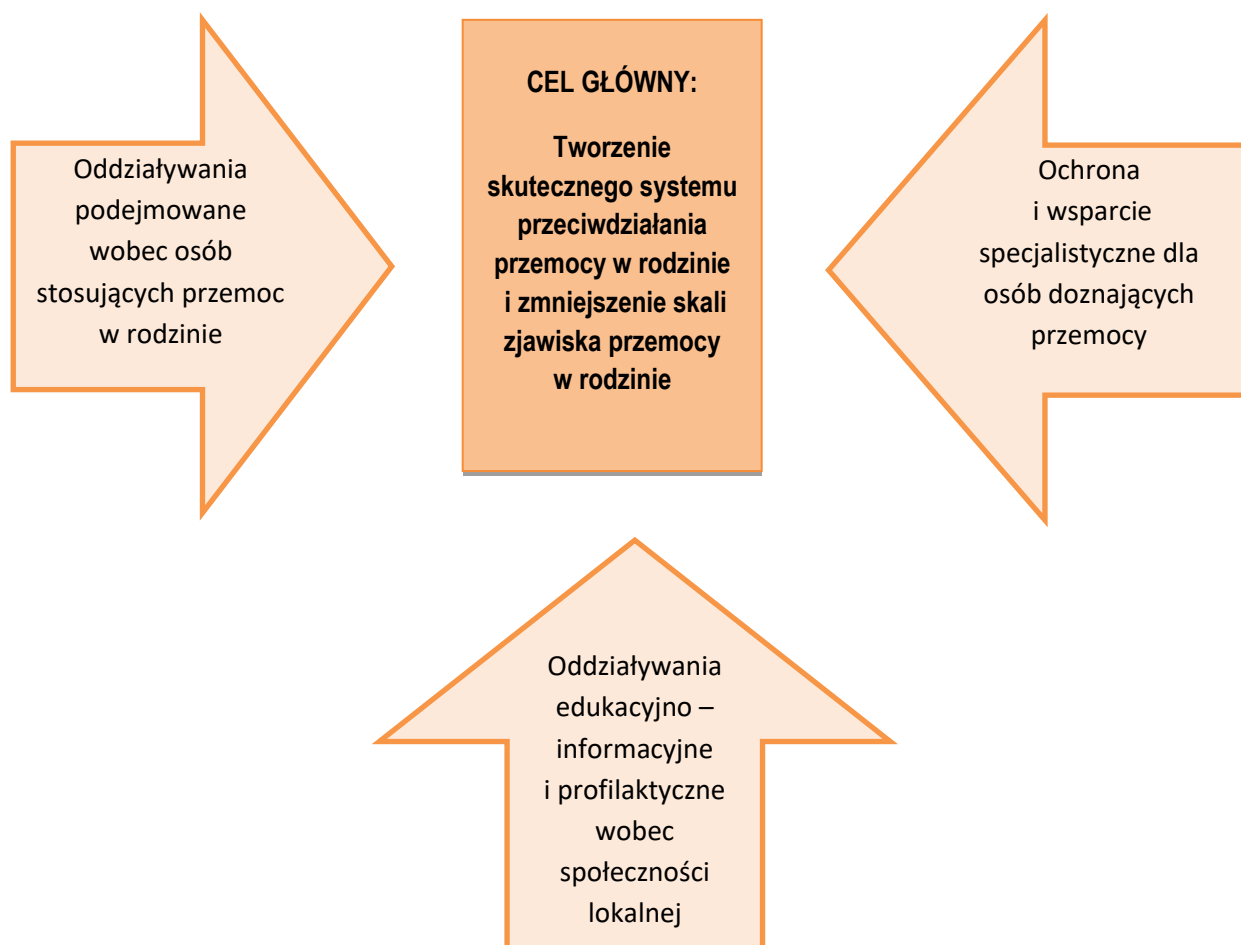 Oddziaływania
podejmowane
wobec osób
stosujących przemoc
w rodzinie
CEL GŁÓWNY:
Tworzenie
skutecznego systemu
przeciwdziałania
przemocy w rodzinie
i zmniejszenie skali
zjawiska przemocy
w rodzinie
Ochrona
i wsparcie
specjalistyczne dla
osób doznających
przemocy
Oddziaływania
edukacyjno –
informacyjne
i profilaktyczne
wobec
społeczności
lokalnej